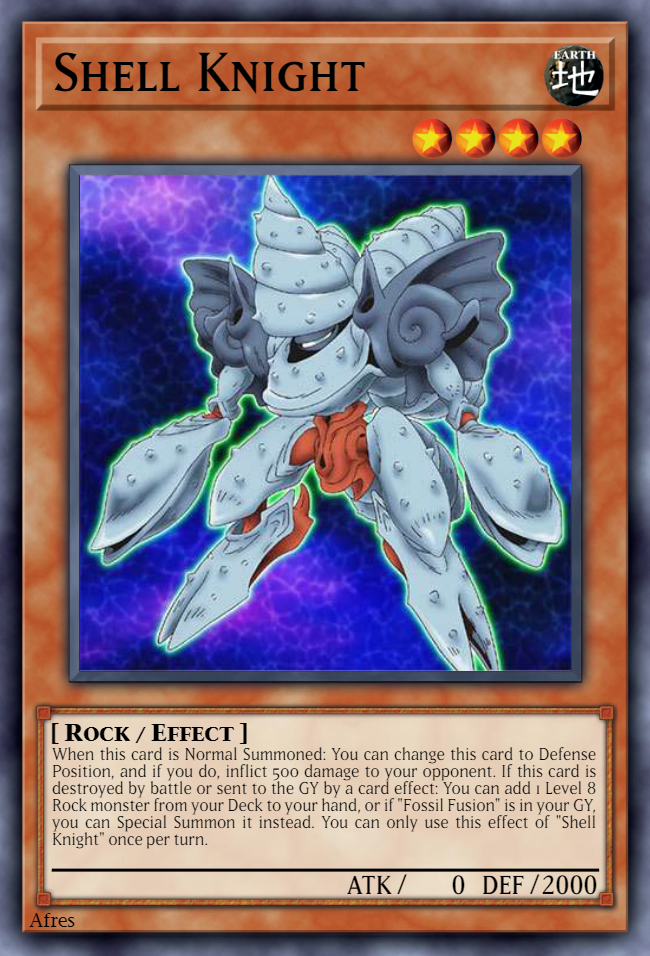 Shell Knight
EARTH
地
[ Rock / Effect ]
When this card is Normal Summoned: You can change this card to Defense
Position, and if you do, inflict 500 damage to your opponent. If this card is
destroyed by battle or sent to the GY by a card effect: You can add 1 Level 8
Rock monster from your Deck to your hand, or if "Fossil Fusion" is in your GY,
you can Special Summon it instead. You can only use this effect of "Shell
Knight" once per turn.
ATK / 0 DEF /2000
Afres